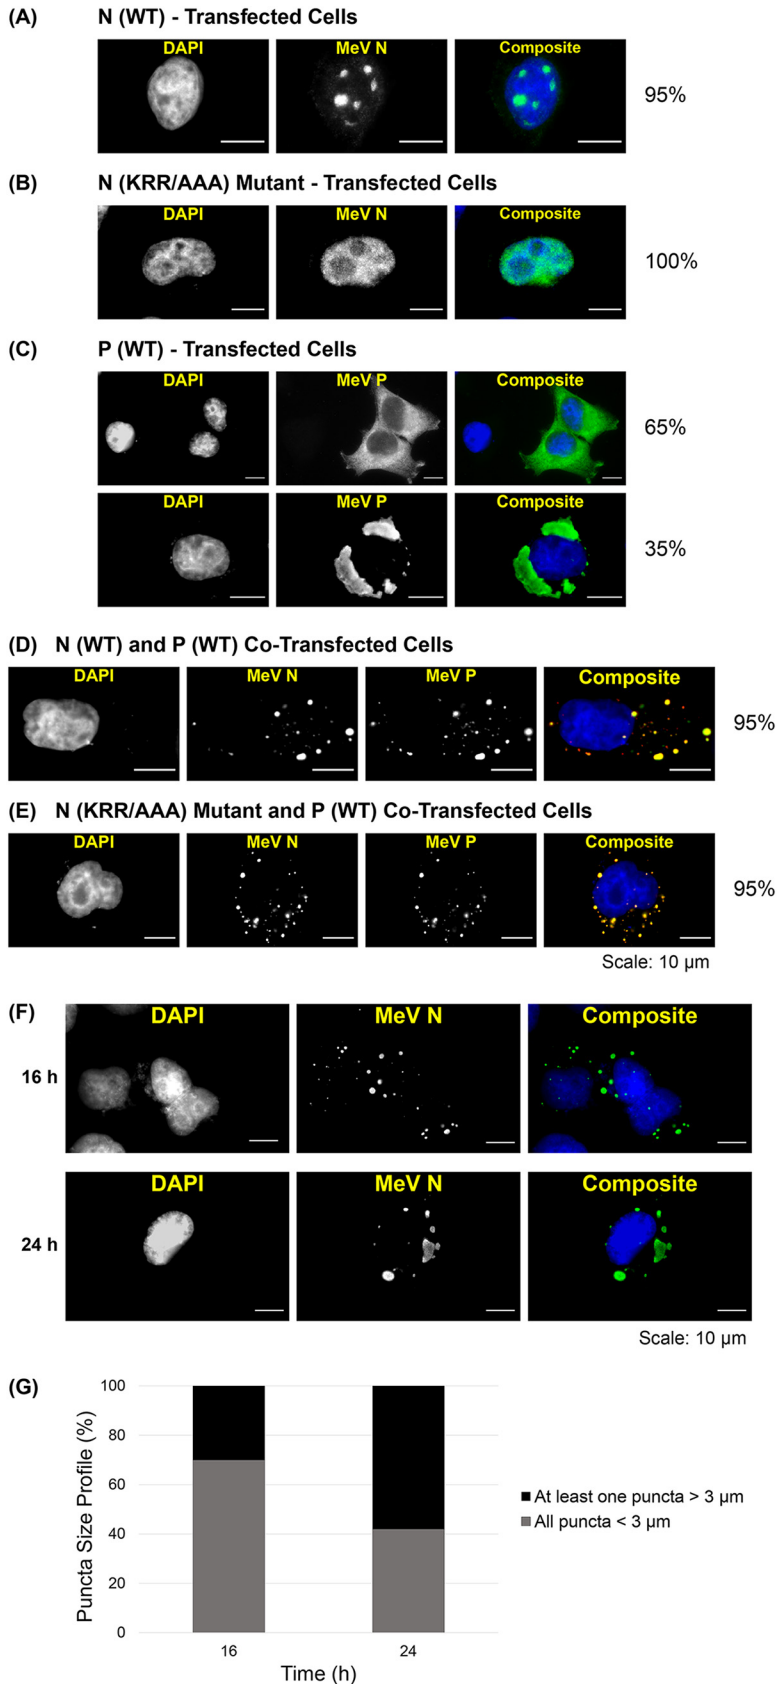 (A) N (WT) - Transfected Cells
DAPI MeV N Composite
95%
(B) N (KRR/AAA) Mutant - Transfected Cells
DAPI MeV N Composite
100%
(C) P (WT) - Transfected Cells
DAPI MeV P Composite
65%
DAPI MeV P Composite
35%
(D) N (WT) and P (WT) Co-Transfected Cells
DAPI MeV N MeV P Composite
95%
(E) N (KRR/AAA) Mutant and P (WT) Co-Transfected Cells
DAPI MeV N MeV P Composite
95%
Scale: 10 µm
(F)
DAPI MeV N Composite
16 h
DAPI MeV N Composite
24 h
Scale: 10 µm
(G)
Puncta Size Profile (%)
100
80
60
40
20
0
16 24
Time (h)
At least one puncta > 3 µm
All puncta < 3 µm